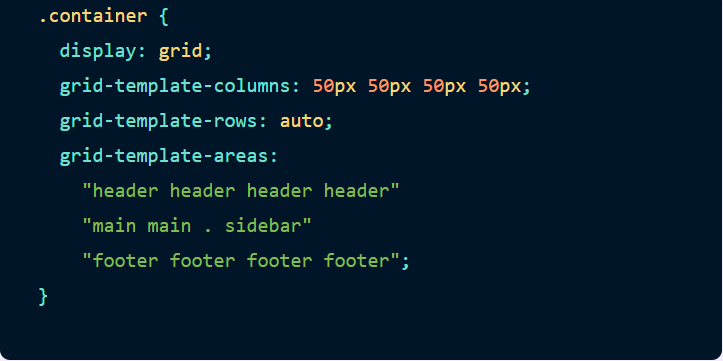 .container {
  display: grid;
  grid-template-columns: 50px 50px 50px 50px;
  grid-template-rows: auto;
  grid-template-areas:
    "header header header header"
    "main main . sidebar"
    "footer footer footer footer";
}